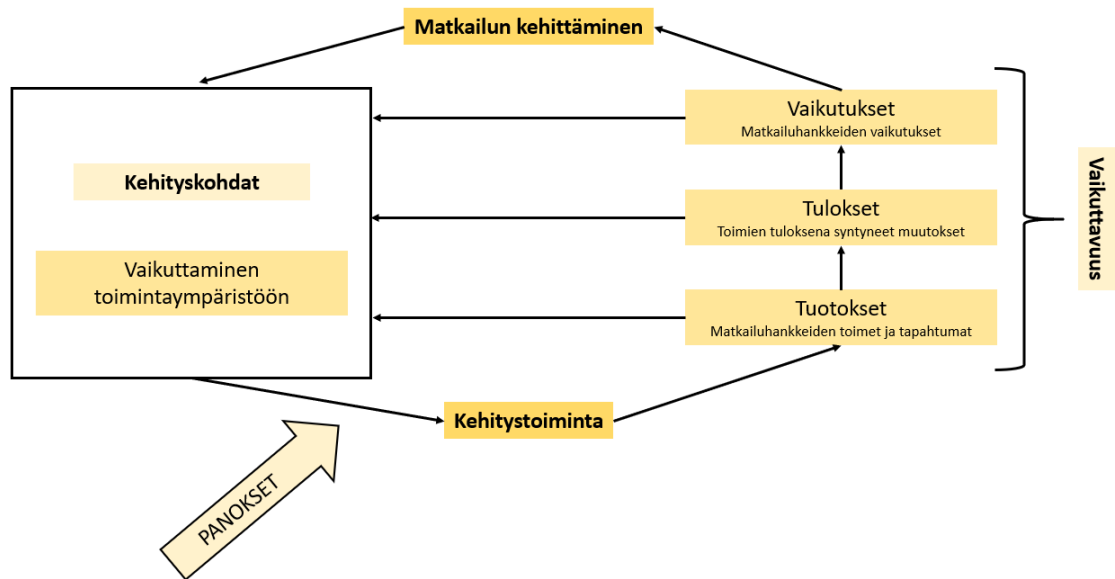 Matkailun kehittäminen
Kehityskohdat
Vaikuttaminen
toimintaympäristöön
Vaikutukset
Matkailuhankkeiden vaikutukset
Tulokset
Toimien tuloksena syntyneet muutokset
Tuotokset
Matkailuhankkeiden toimet ja tapahtumat
Vaikuttavuus
Kehitystoiminta
PANOKSET